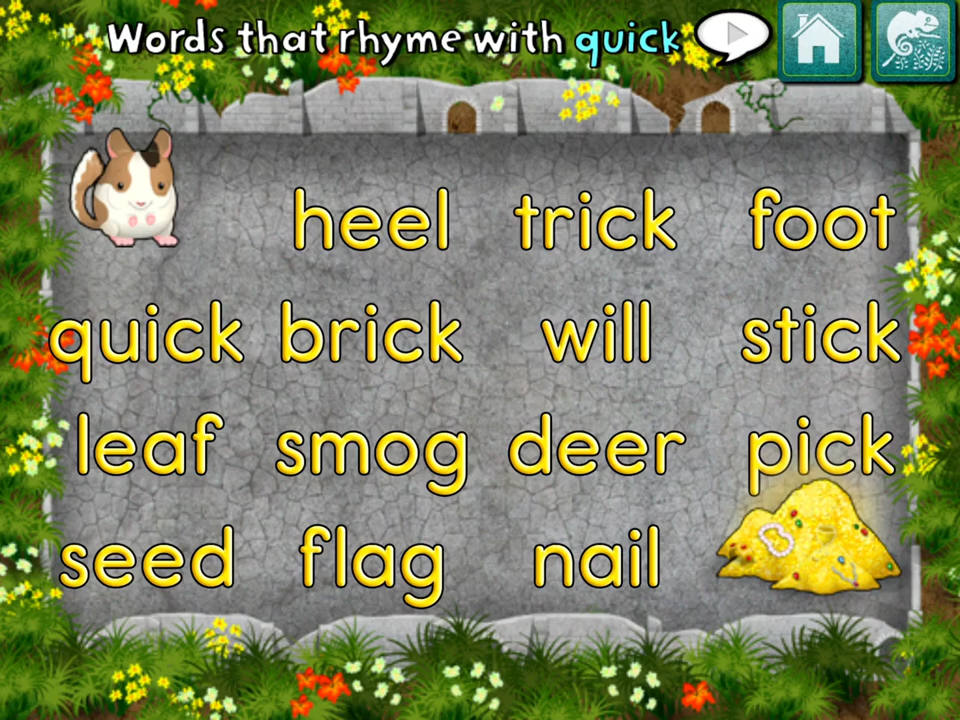 Words that rhyme with quick
heel trick foot
quick brick will stick
leaf smog deer pick
seed flag nail